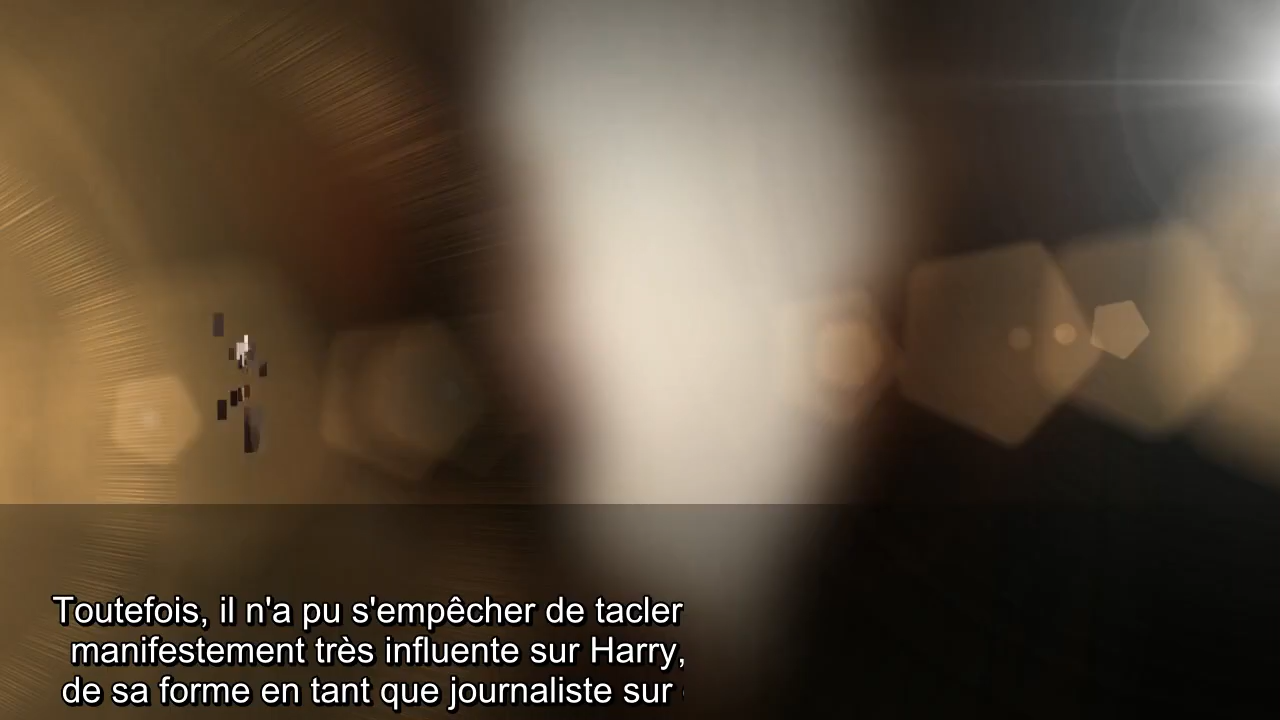 Toutefois, il n'a pu s'empêcher de tacler
manifestement très influente sur Harry,
de sa forme en tant que journaliste sur